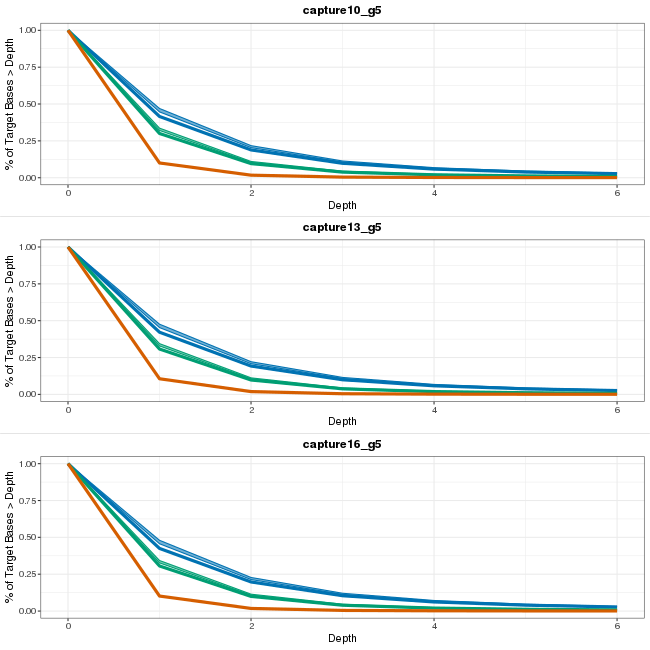 capture10_g5
1.00
0.75
0.50
0.25
0.00
% of Target Bases > Depth
0 2 4 6
Depth
capture13_g5
1.00
0.75
0.50
0.25
0.00
% of Target Bases > Depth
0 2 4 6
Depth
capture16_g5
1.00
0.75
0.50
0.25
0.00
% of Target Bases > Depth
0 2 4 6
Depth